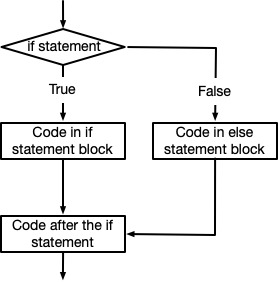 if statement
True
False
Code in if
statement block
Code in else
statement block
Code after the if
statement